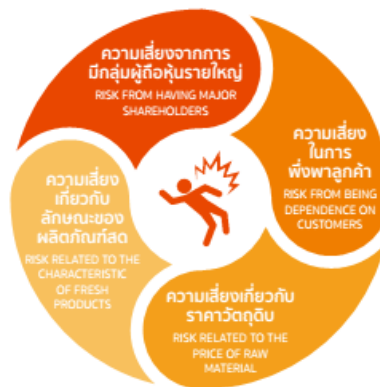 ความเสี่ยงจากการ
มีกลุ่มผู้ถือหุ้นรายใหญ่
RISK FROM HAVING MAJOR
SHAREHOLDERS
ความเสี่ยง
ในการ
พึ่งพาลูกค้า
RISK FROM BEING
DEPENDENCE ON
CUSTOMERS
ความเสี่ยงเกี่ยวกับ
ราคาวัตถุดิบ
RISK RELATED TO THE
PRICE OF RAW
MATERIAL
ความเสี่ยง
เกี่ยวกับ
ลักษณะของ
ผลิตภัณฑ์สด
RISK RELATED TO THE
CHARACTERISTIC
OF FRESH
PRODUCTS